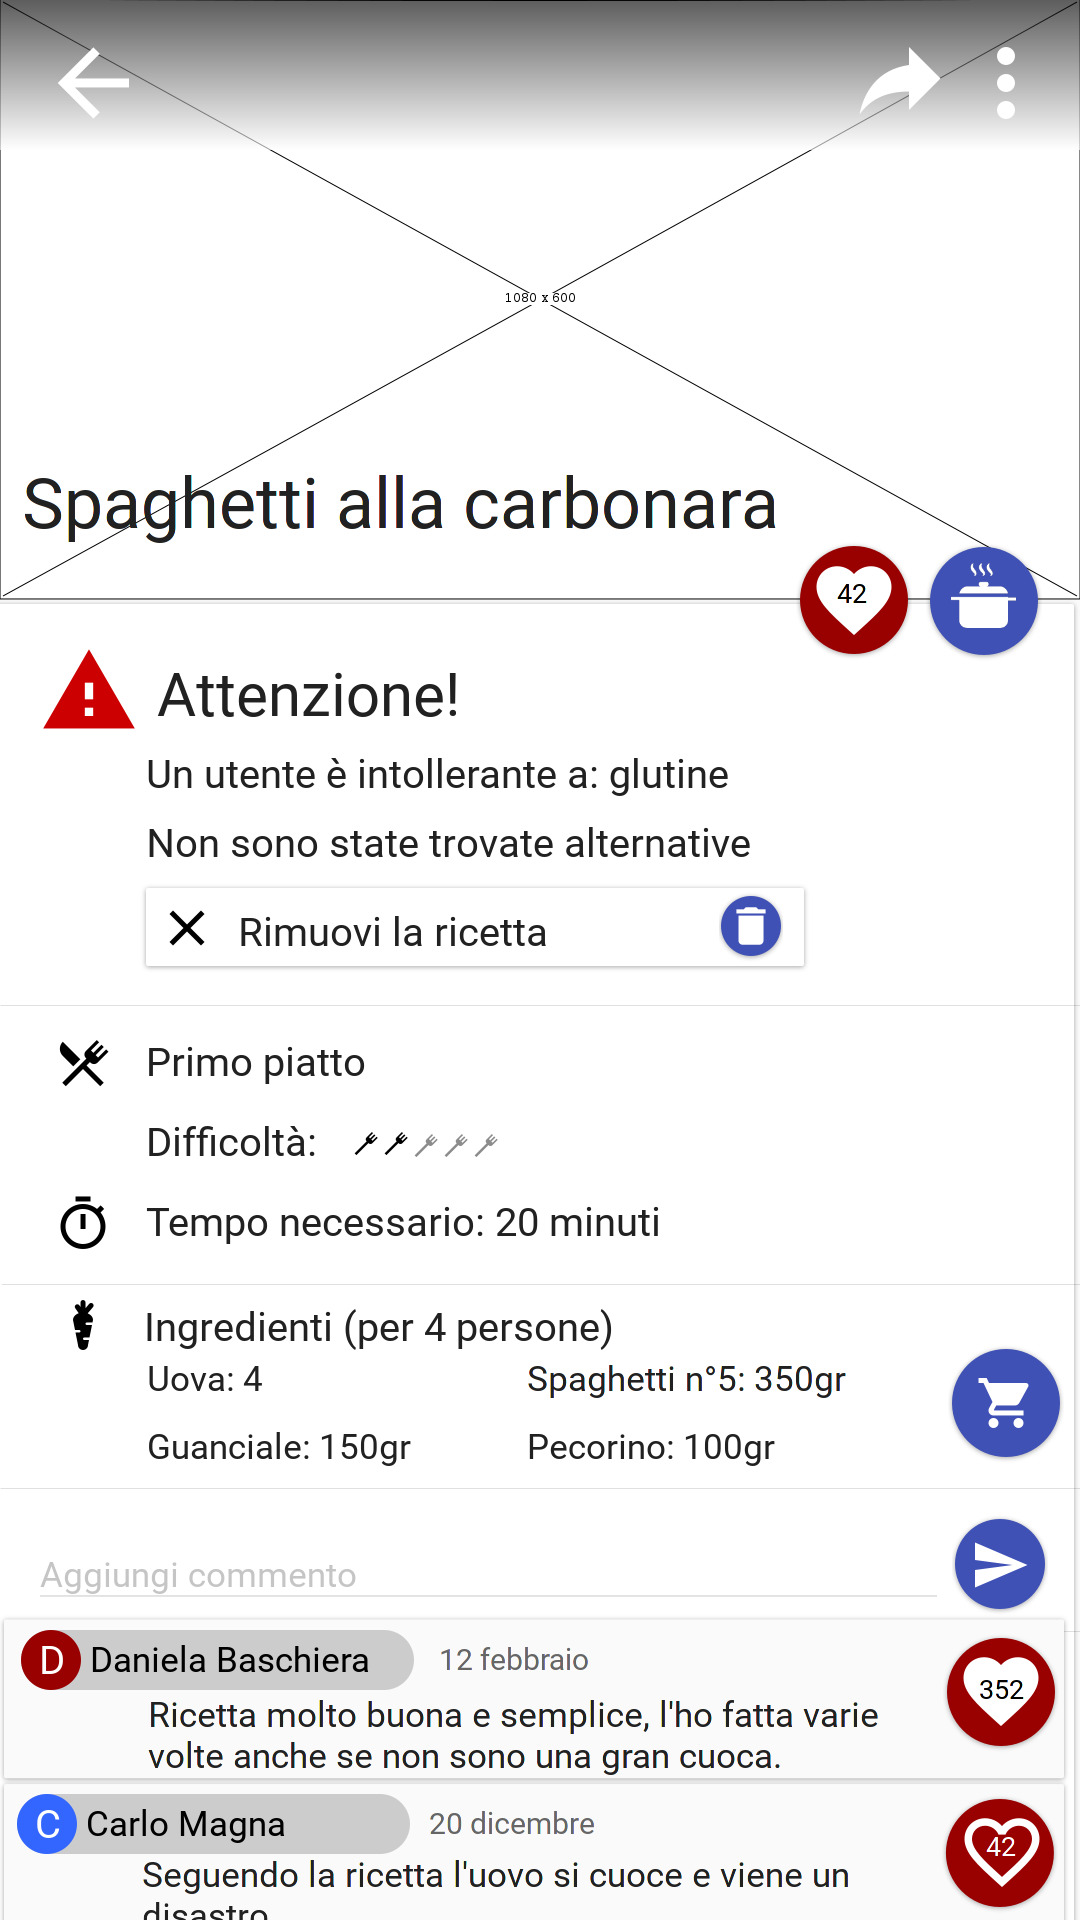 1080 x 600
Spaghetti alla carbonara
42
Attenzione!
Un utente è intollerante a: glutine
Non sono state trovate alternative
Rimuovi la ricetta
Primo piatto
Difficoltà:
Tempo necessario: 20 minuti
Ingredienti (per 4 persone)
Uova: 4 Spaghetti n°5: 350gr
Guanciale: 150gr Pecorino: 100gr
Aggiungi commento
D Daniela Baschiera 12 febbraio
352
Ricetta molto buona e semplice, l'ho fatta varie
volte anche se non sono una gran cuoca.
C Carlo Magna 20 dicembre
42
Seguendo la ricetta l'uovo si cuoce e viene un
disastro